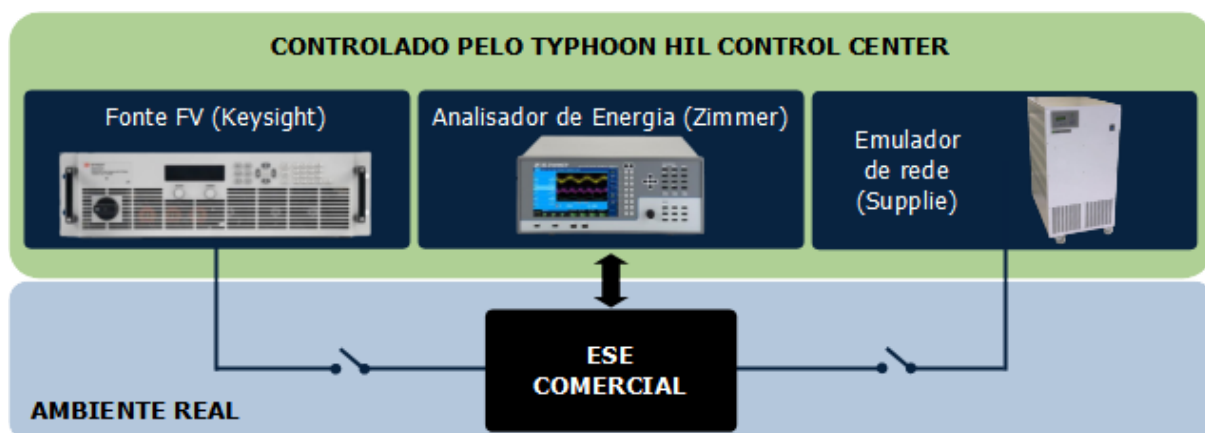 CONTROLADO PELO TYPHOON HIL CONTROL CENTER
Fonte FV (Keysight)
Analisador de Energia (Zimmer)
Emulador
de rede
(Supplie)
ESE
COMERCIAL
AMBIENTE REAL